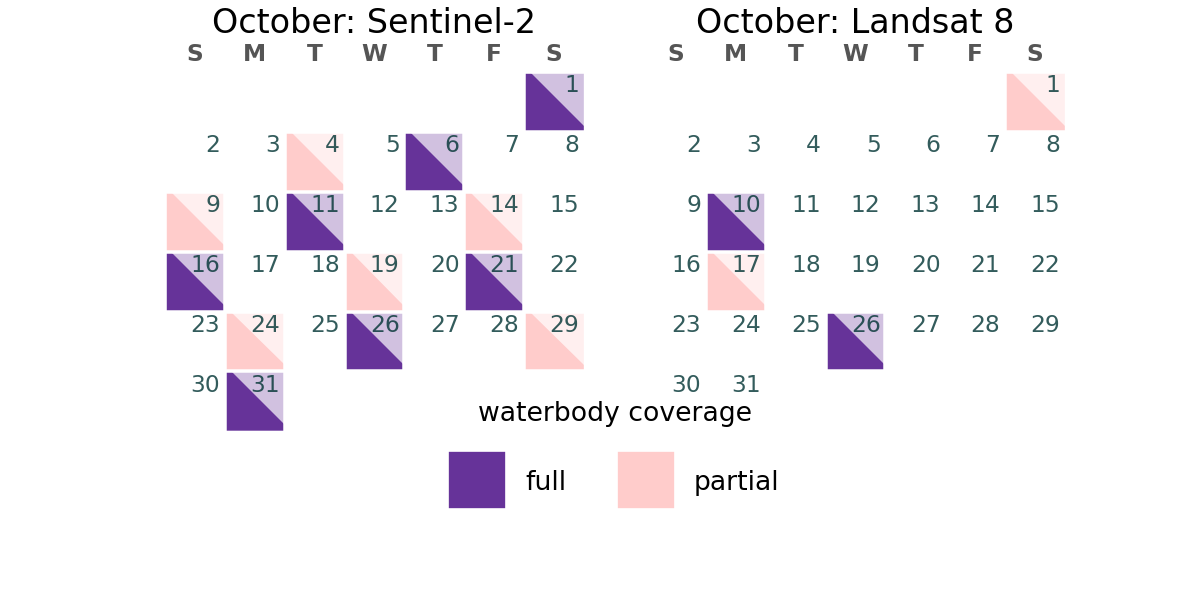 October: Sentinel-2
S M T W T F S
1
2 3 4 5 6 7 8
9 10 11 12 13 14 15
16 17 18 19 20 21 22
23 24 25 26 27 28 29
30 31
October: Landsat 8
S M T W T F S
1
2 3 4 5 6 7 8
9 10 11 12 13 14 15
16 17 18 19 20 21 22
23 24 25 26 27 28 29
30 31
waterbody coverage
full partial